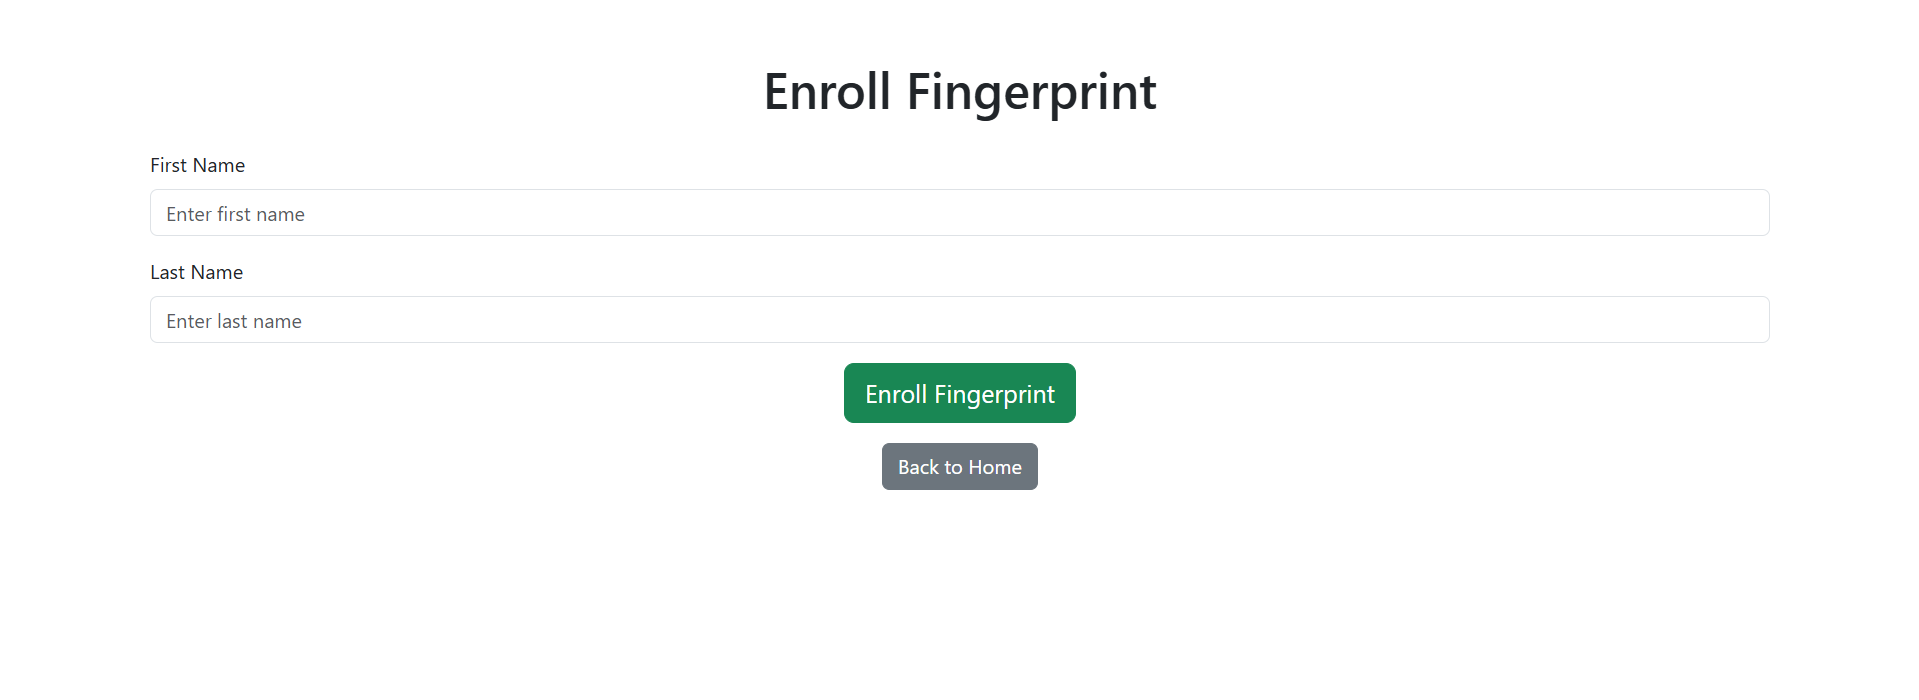 Enroll Fingerprint
First Name
Enter first name
Last Name
Enter last name
Enroll Fingerprint
Back to Home